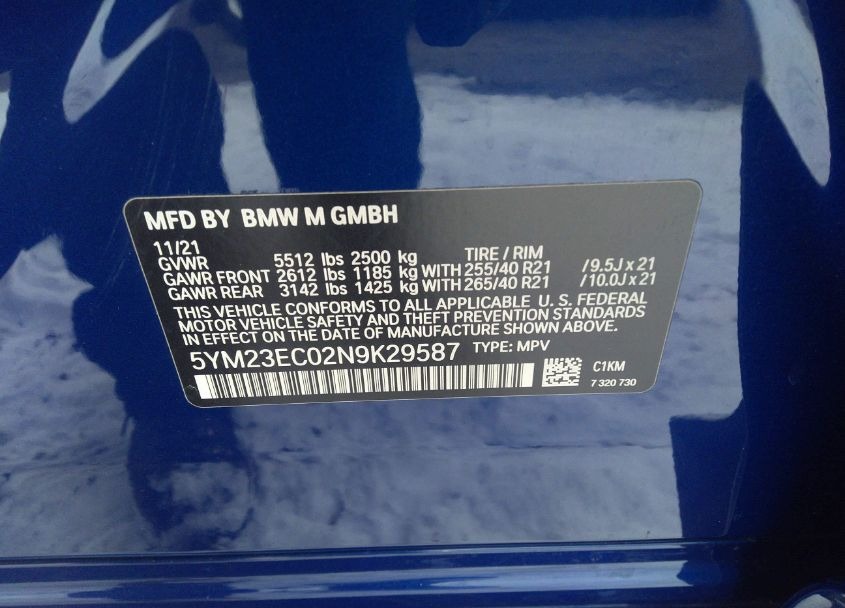 MFD BY BMW M GMBH
11/21
GVWR 5512 lbs 2500 kg TIRE / RIM
GAWR FRONT 2612 lbs 1185 kg WITH 255/40 R21 /9.5J x 21
GAWR REAR 3142 lbs 1425 kg WITH 265/40 R21 /10.0J x 21
THIS VEHICLE CONFORMS TO ALL APPLICABLE U. S. FEDERAL
MOTOR VEHICLE SAFETY AND THEFT PREVENTION STANDARDS
IN EFFECT ON THE DATE OF MANUFACTURE SHOWN ABOVE.
5YM23EC02N9K29587 TYPE: MPV
C1KM
7 320 730